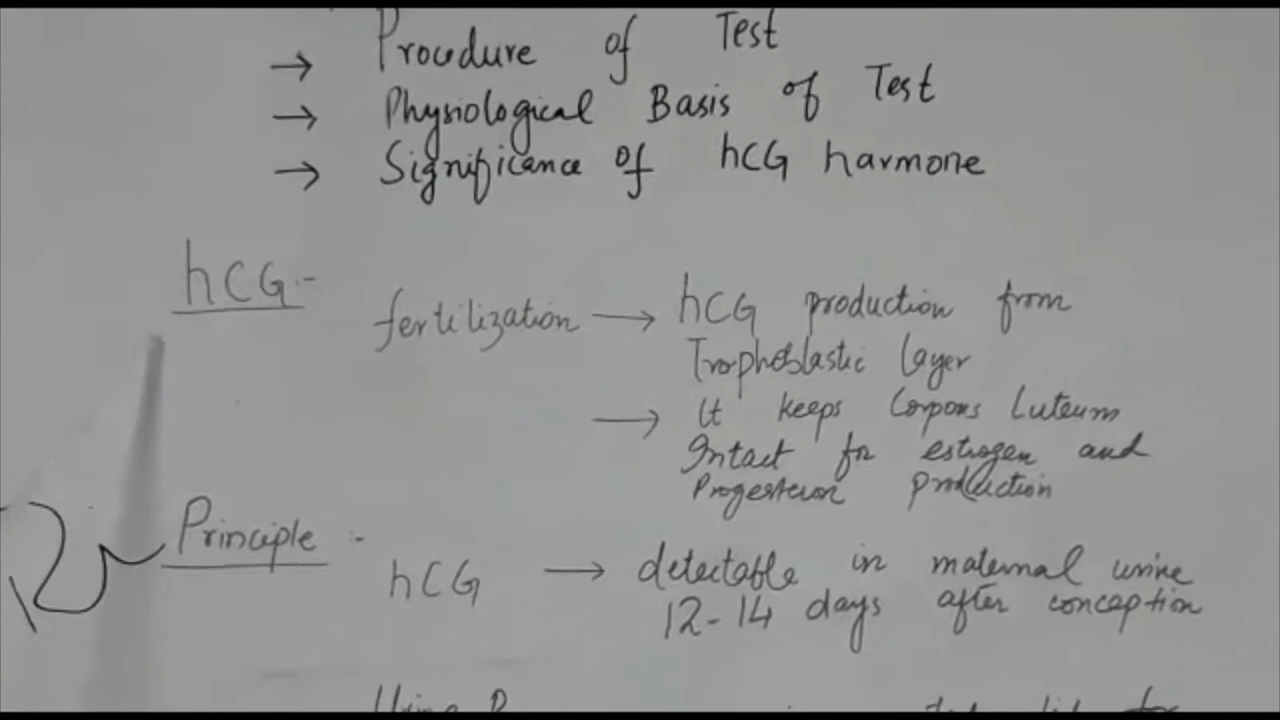 → Procedure of Test
→ Physiological Basis of Test
→ Significance of hCG harmone
hCG:-
fertilization → hCG production from
Trophoblastic layer
→ It keeps Corpous Luteum
Intact for estrogen and
Progesteron production
Principle :-
hCG → detectable in maternal urine
12-14 days after conception